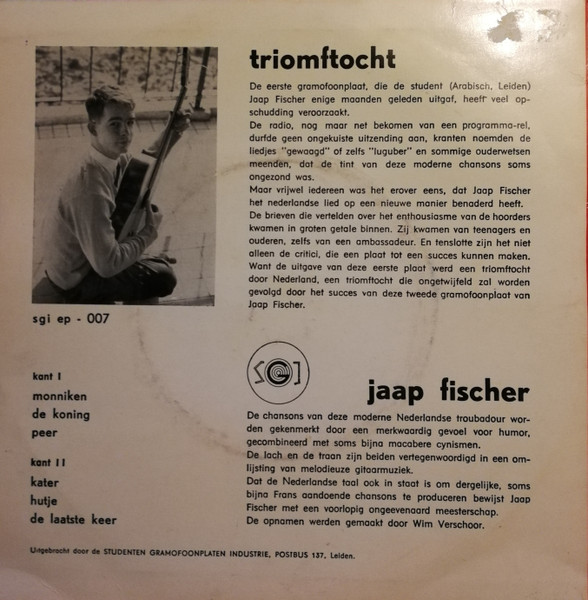 triomftocht
De eerste gramofoonplaat, die de student (Arabisch, Leiden)
Jaap Fischer enige maanden geleden uitgaf, heeft veel op-
schudding veroorzaakt.
De radio, nog maar net bekomen van een programma-rel,
durfde geen ongekuiste uitzending aan, kranten noemden de
liedjes "gewaagd" of zelfs "luguber" en sommige ouderwetsen
meenden, dat de tint van deze moderne chansons soms
ongezond was.
Maar vrijwel iedereen was het erover eens, dat Jaap Fischer
het nederlandse lied op een nieuwe manier benaderd heeft.
De brieven die vertelden over het enthousiasme van de hoorders
kwamen in groten getale binnen. Zij kwamen van teenagers en
ouderen, zelfs van een ambassadeur. En tenslotte zijn het niet
alleen de critici, die een plaat tot een succes kunnen maken.
Want de uitgave van deze eerste plaat werd een triomftocht
door Nederland, een triomftocht die ongetwijfeld zal worden
gevolgd door het succes van deze tweede gramofoonplaat van
Jaap Fischer.
sgi ep - 007
kant I
monniken
de koning
peer
kant II
kater
hutje
de laatste keer
SGI
jaap fischer
De chansons van deze moderne Nederlandse troubadour wor-
den gekenmerkt door een merkwaardig gevoel voor humor,
gecombineerd met soms bijna macabere cynismen.
De lach en de traan zijn beiden vertegenwoordigd in een om-
lijsting van melodieuze gitaarmuziek.
Dat de Nederlandse taal ook in staat is om dergelijke, soms
bijna Frans aandoende chansons te produceren bewijst Jaap
Fischer met een voorlopig ongeevenaard meesterschap.
De opnamen werden gemaakt door Wim Verschoor.
Uitgebracht door de STUDENTEN GRAMOFOONPLATEN INDUSTRIE, POSTBUS 137, Leiden.